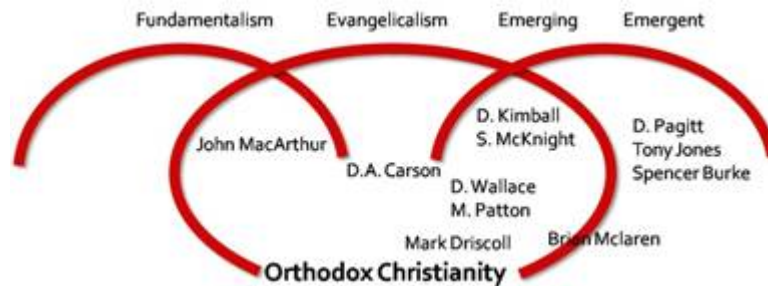 Fundamentalism Evangelicalism Emerging Emergent
D. Kimball
S. McKnight
D. Pagitt
Tony Jones
Spencer Burke
John MacArthur
D.A. Carson
D. Wallace
M. Patton
Mark Driscoll
Brian Mclaren
Orthodox Christianity